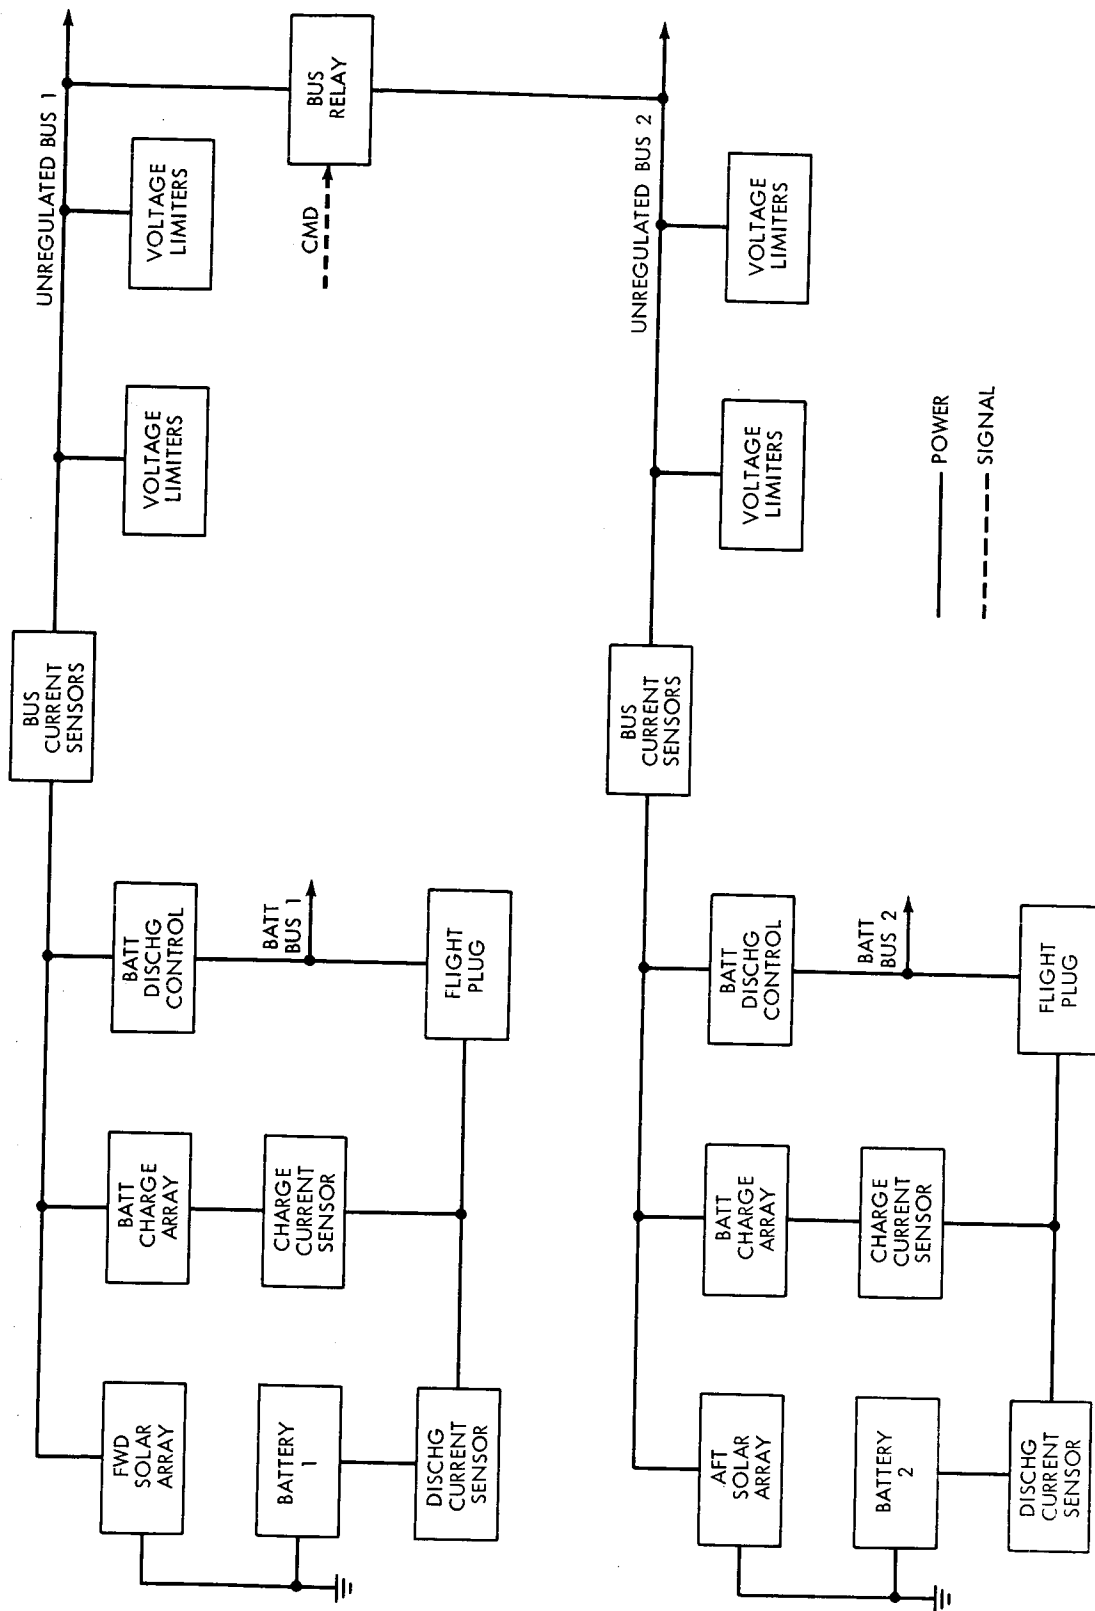 FWD
SOLAR
ARRAY
BATTERY
1
DISCHG
CURRENT
SENSOR
BATT
CHARGE
ARRAY
CHARGE
CURRENT
SENSOR
BATT
DISCHG
CONTROL
BATT
BUS 1
FLIGHT
PLUG
BUS
CURRENT
SENSORS
VOLTAGE
LIMITERS
VOLTAGE
LIMITERS
UNREGULATED BUS 1
CMD
BUS
RELAY
AFT
SOLAR
ARRAY
BATTERY
2
DISCHG
CURRENT
SENSOR
BATT
CHARGE
ARRAY
CHARGE
CURRENT
SENSOR
BATT
DISCHG
CONTROL
BATT
BUS 2
FLIGHT
PLUG
BUS
CURRENT
SENSORS
VOLTAGE
LIMITERS
VOLTAGE
LIMITERS
UNREGULATED BUS 2
POWER
SIGNAL